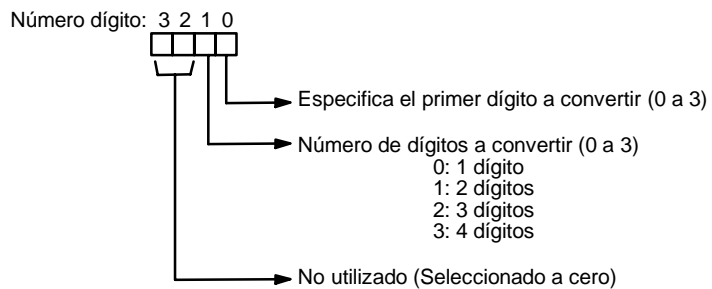 Número dígito: 3 2 1 0
Especifica el primer dígito a convertir (0 a 3)
Número de dígitos a convertir (0 a 3)
0: 1 dígito
1: 2 dígitos
2: 3 dígitos
3: 4 dígitos
No utilizado (Seleccionado a cero)